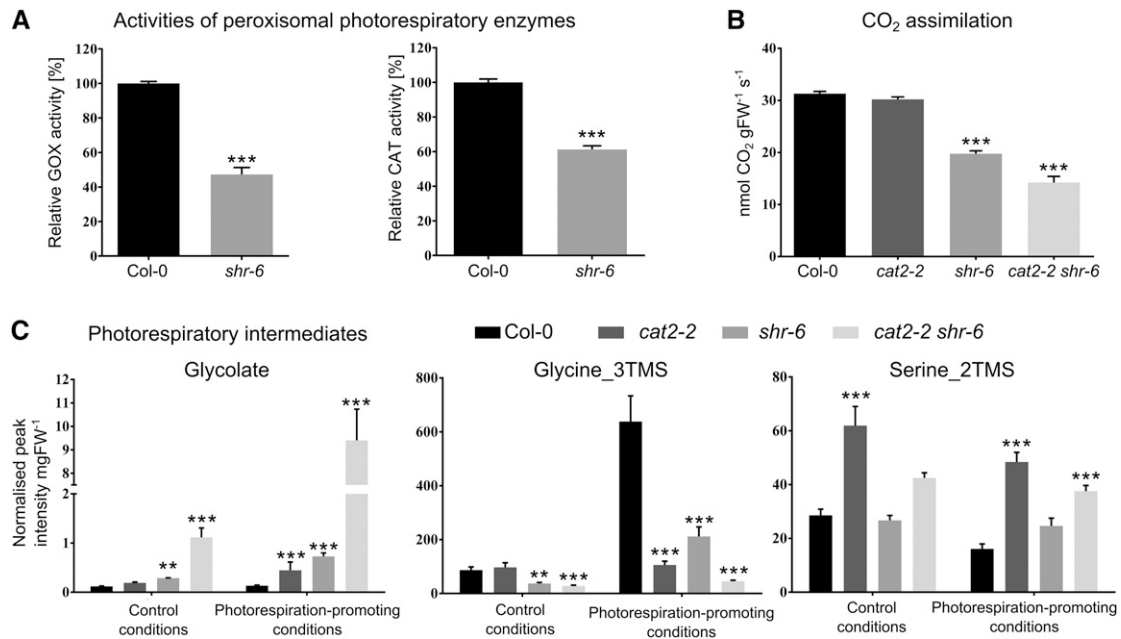 A
Activities of peroxisomal photorespiratory enzymes
Relative GOX activity [%]
120
100
80
60
40
20
0
***
Col-0
shr-6
Relative CAT activity [%]
120
100
80
60
40
20
0
***
Col-0
shr-6
B
CO₂ assimilation
nmol CO₂ gFW⁻¹ s⁻¹
40
30
20
10
0
***
***
Col-0
cat2-2
shr-6
cat2-2 shr-6
C
Photorespiratory intermediates
Col-0
cat2-2
shr-6
cat2-2 shr-6
Glycolate
Normalised peak
intensity mgFW⁻¹
12
11
10
9
8
2
1
0
**
***
***
***
***
Control
conditions
Photorespiration-promoting
conditions
Glycine_3TMS
800
600
400
200
0
**
***
***
***
***
Control
conditions
Photorespiration-promoting
conditions
Serine_2TMS
80
60
40
20
0
***
***
***
Control
conditions
Photorespiration-promoting
conditions